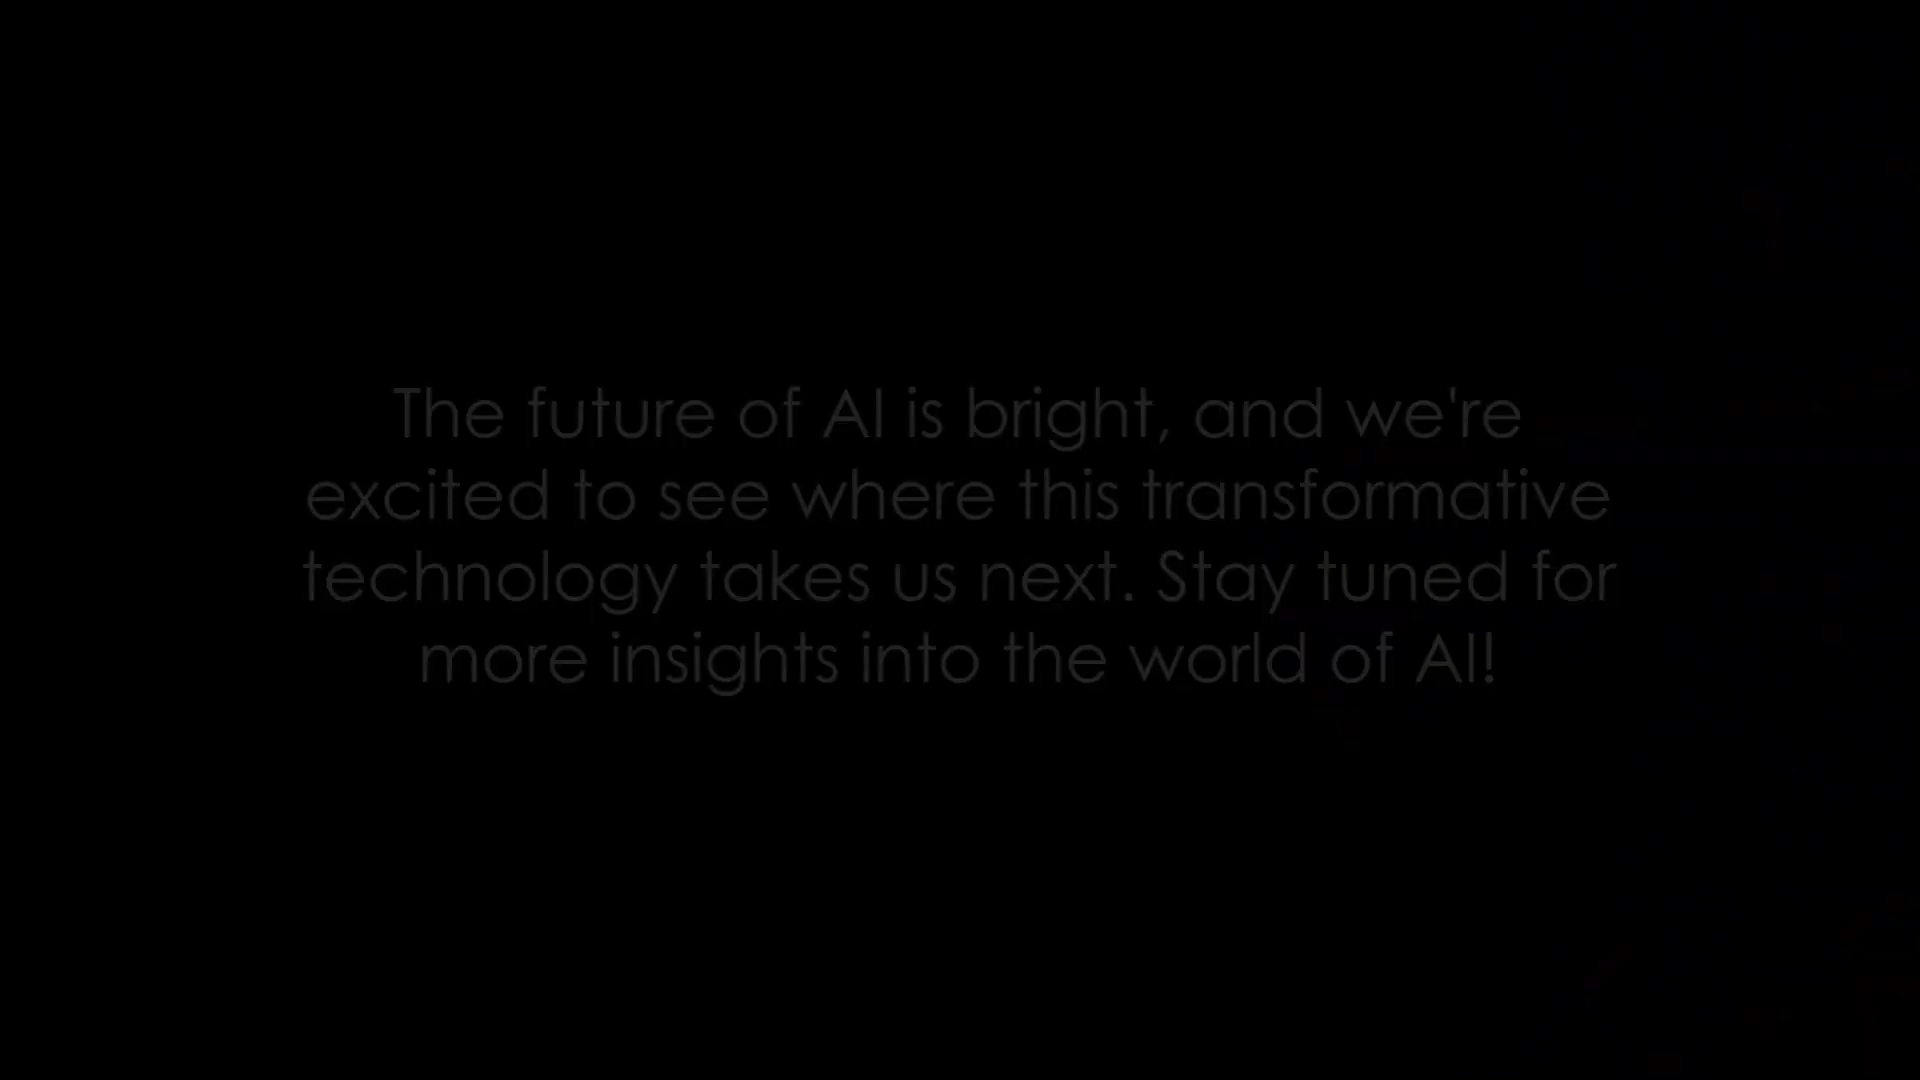 The future of AI is bright, and we're
excited to see where this transformative
technology takes us next. Stay tuned for
more insights into the world of AI!